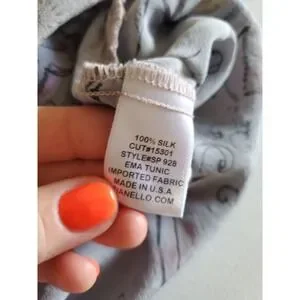 100% SILK
CUT#15301
STYLE#SP 928
EMA TUNIC
IMPORTED FABRIC
MADE IN U.S.A